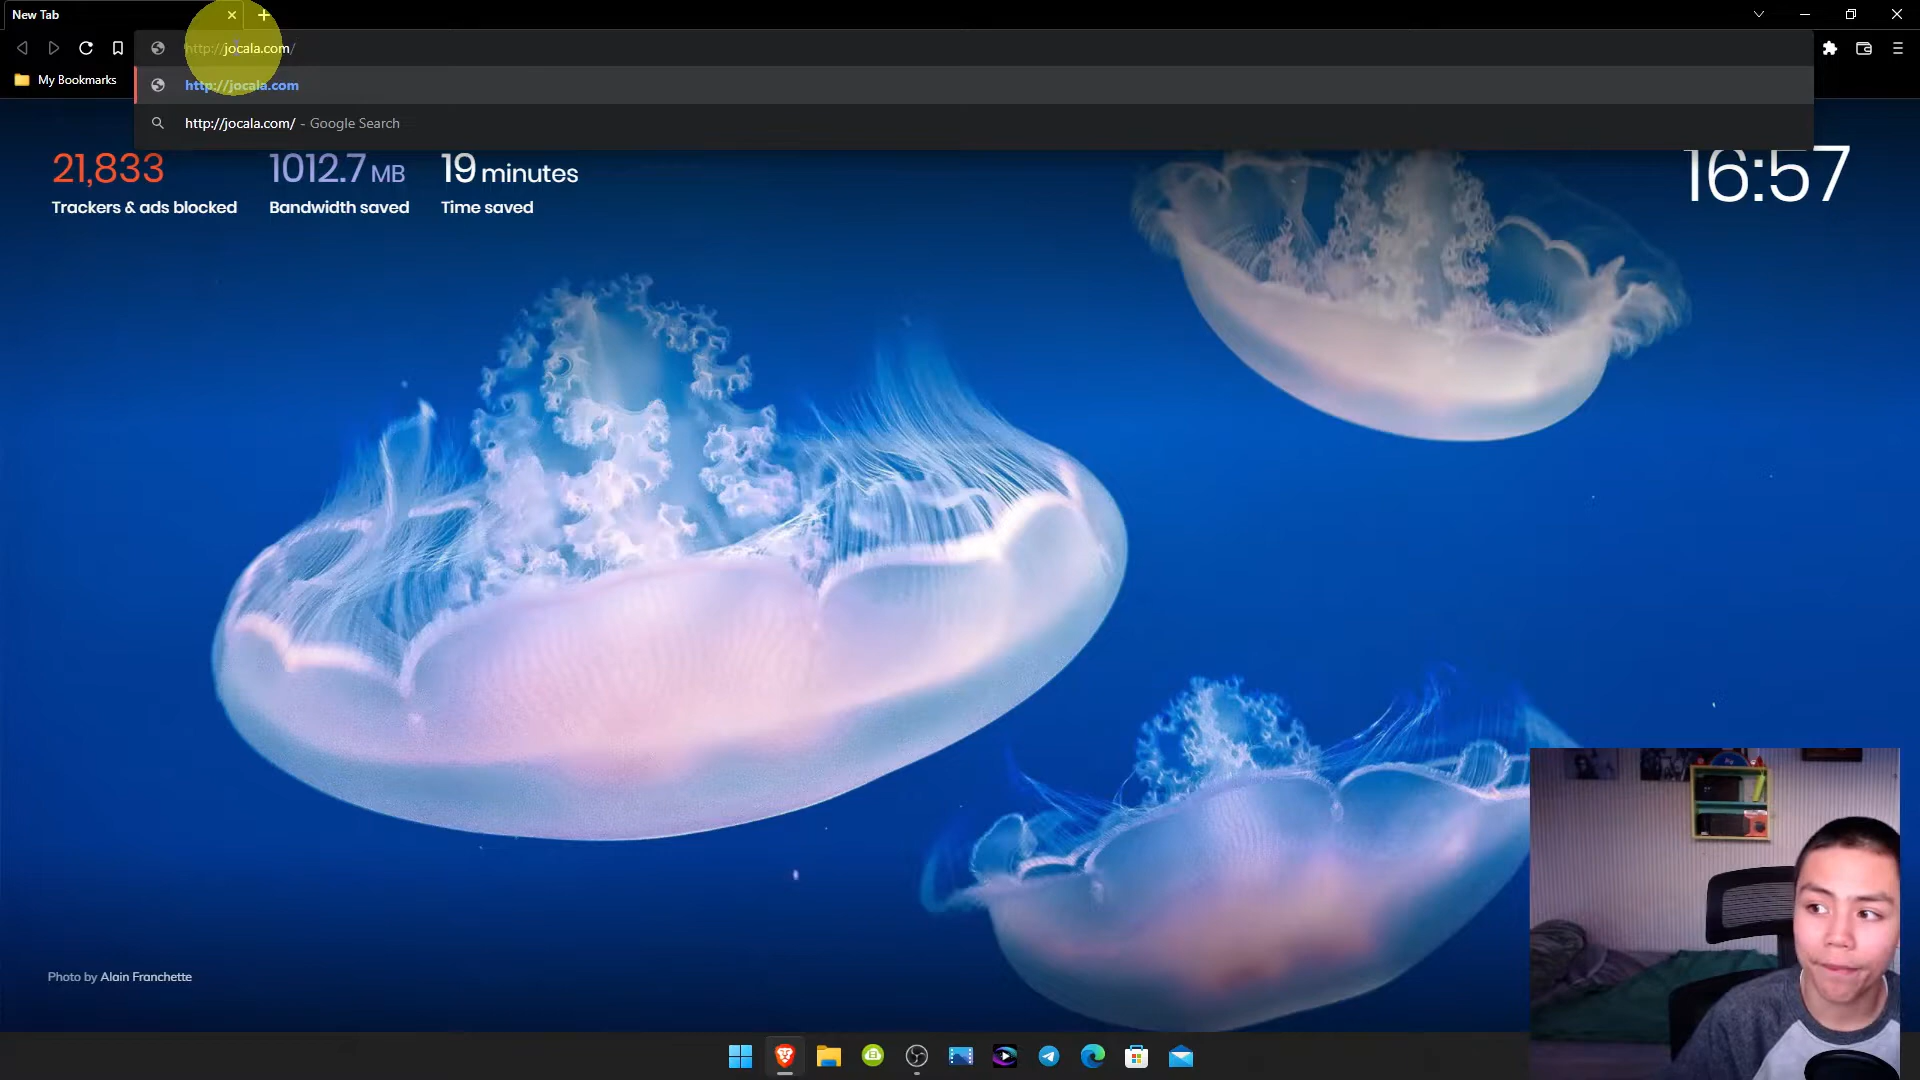 New Tab
http://jocala.com/
My Bookmarks
http://jocala.com
http://jocala.com/ - Google Search
21,833
Trackers & ads blocked
1012.7 MB
Bandwidth saved
19 minutes
Time saved
16:57
Photo by Alain Franchette